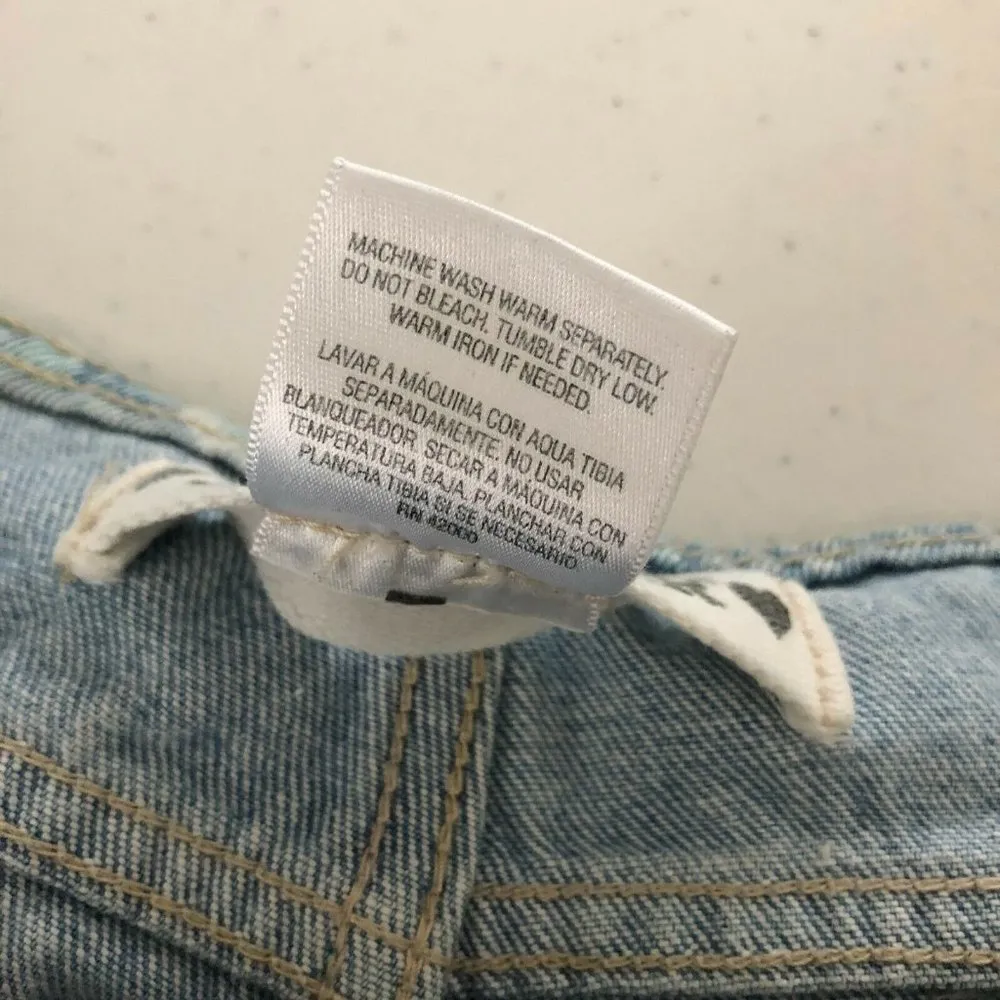 MACHINE WASH WARM SEPARATELY.
DO NOT BLEACH. TUMBLE DRY LOW.
WARM IRON IF NEEDED.
LAVAR A MÁQUINA CON AQUA TIBIA
SEPARADAMENTE. NO USAR
BLANQUEADOR. SECAR A MÁQUINA CON
TEMPERATURA BAJA. PLANCHAR CON
PLANCHA TIBIA SI SE NECESARIO
RN 42000